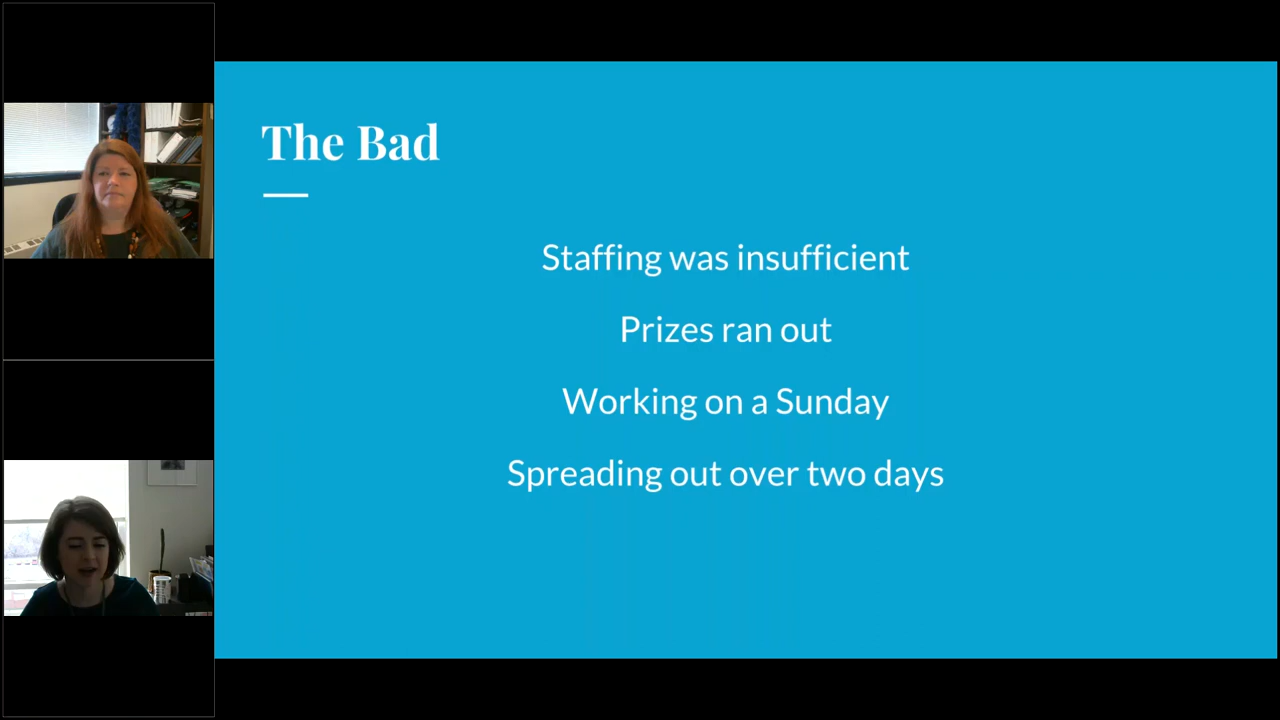 The Bad
Staffing was insufficient
Prizes ran out
Working on a Sunday
Spreading out over two days